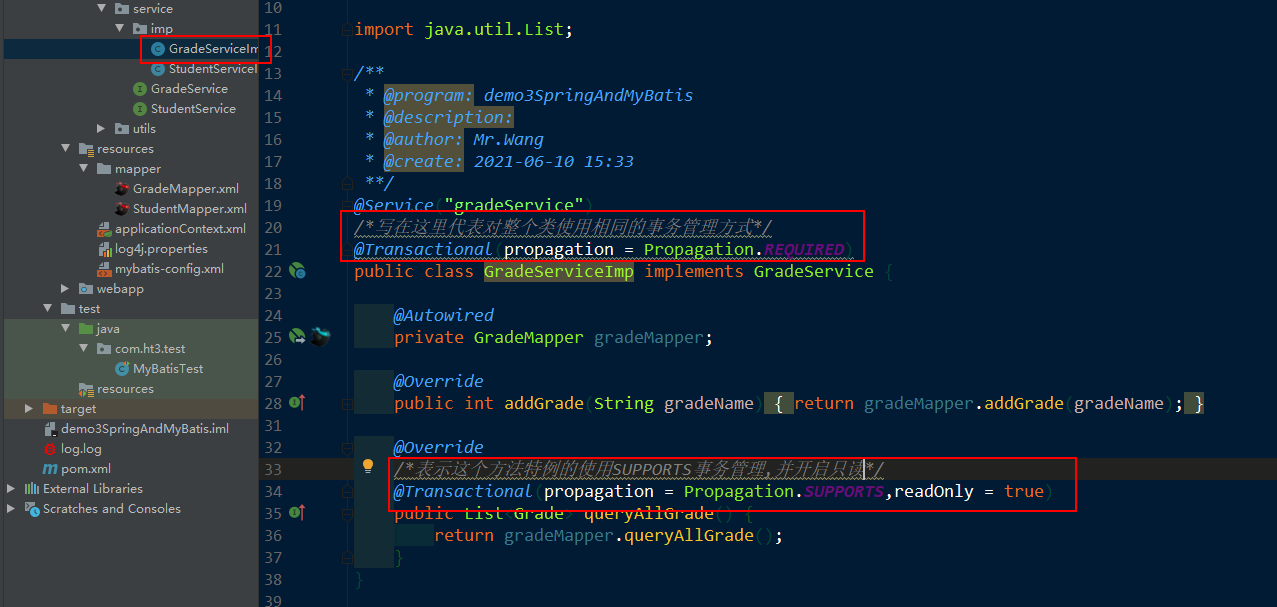 service
imp
GradeServiceIm
StudentServiceI
GradeService
StudentService
utils
resources
mapper
GradeMapper.xml
StudentMapper.xml
applicationContext.xml
log4j.properties
mybatis-config.xml
webapp
test
java
com.ht3.test
MyBatisTest
resources
target
demo3SpringAndMyBatis.iml
log.log
pom.xml
External Libraries
Scratches and Consoles
10
11 import java.util.List;
12
13 /**
14 * @program: demo3SpringAndMyBatis
15 * @description:
16 * @author: Mr.Wang
17 * @create: 2021-06-10 15:33
18 **/
19 @Service("gradeService")
20 /*写在这里代表对整个类使用相同的事务管理方式*/
21 @Transactional(propagation = Propagation.REQUIRED)
22 public class GradeServiceImp implements GradeService {
23
24 @Autowired
25 private GradeMapper gradeMapper;
26
27 @Override
28 public int addGrade(String gradeName) { return gradeMapper.addGrade(gradeName); }
31
32 @Override
33 /*表示这个方法特例的使用SUPPORTS事务管理,并开启只读*/
34 @Transactional(propagation = Propagation.SUPPORTS,readOnly = true)
35 public List<Grade> queryAllGrade() {
36 return gradeMapper.queryAllGrade();
37 }
38 }
39